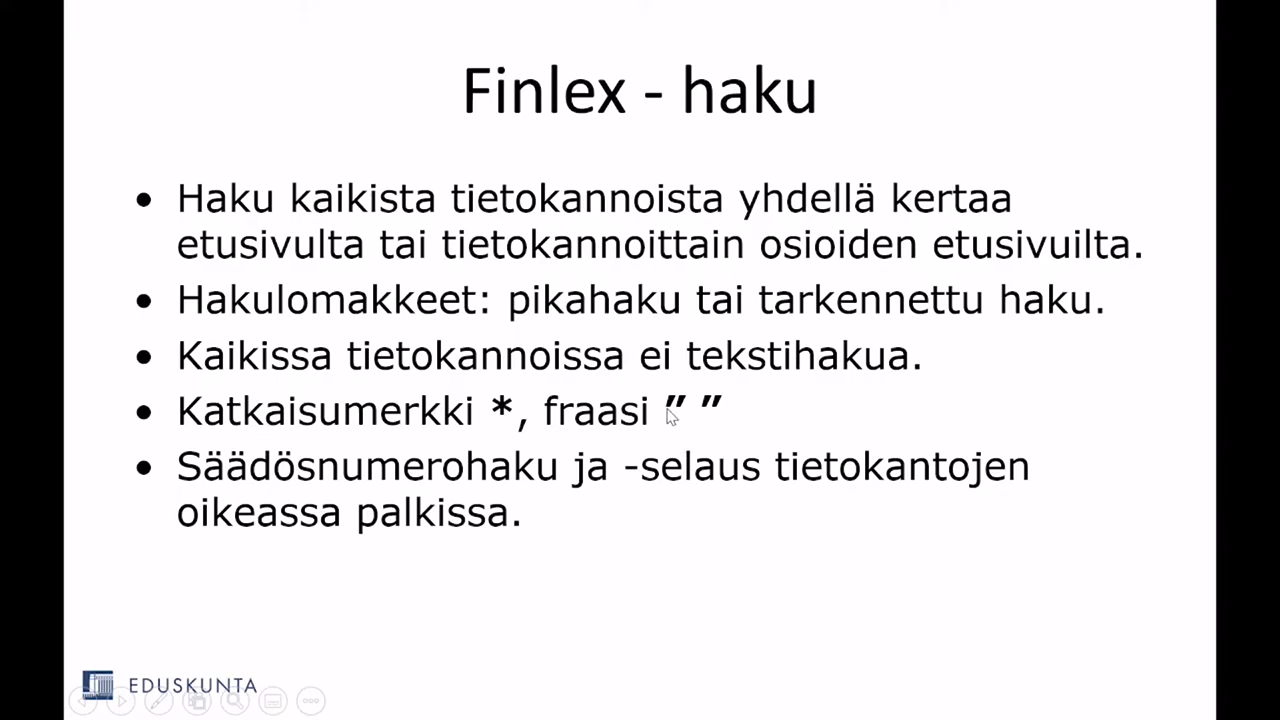 Finlex - haku
• Haku kaikista tietokannoista yhdellä kertaa
etusivulta tai tietokannoittain osioiden etusivuilta.
• Hakulomakkeet: pikahaku tai tarkennettu haku.
• Kaikissa tietokannoissa ei tekstihakua.
• Katkaisumerkki *, fraasi ” ”
• Säädösnumerohaku ja -selaus tietokantojen
oikeassa palkissa.
EDUSKUNTA